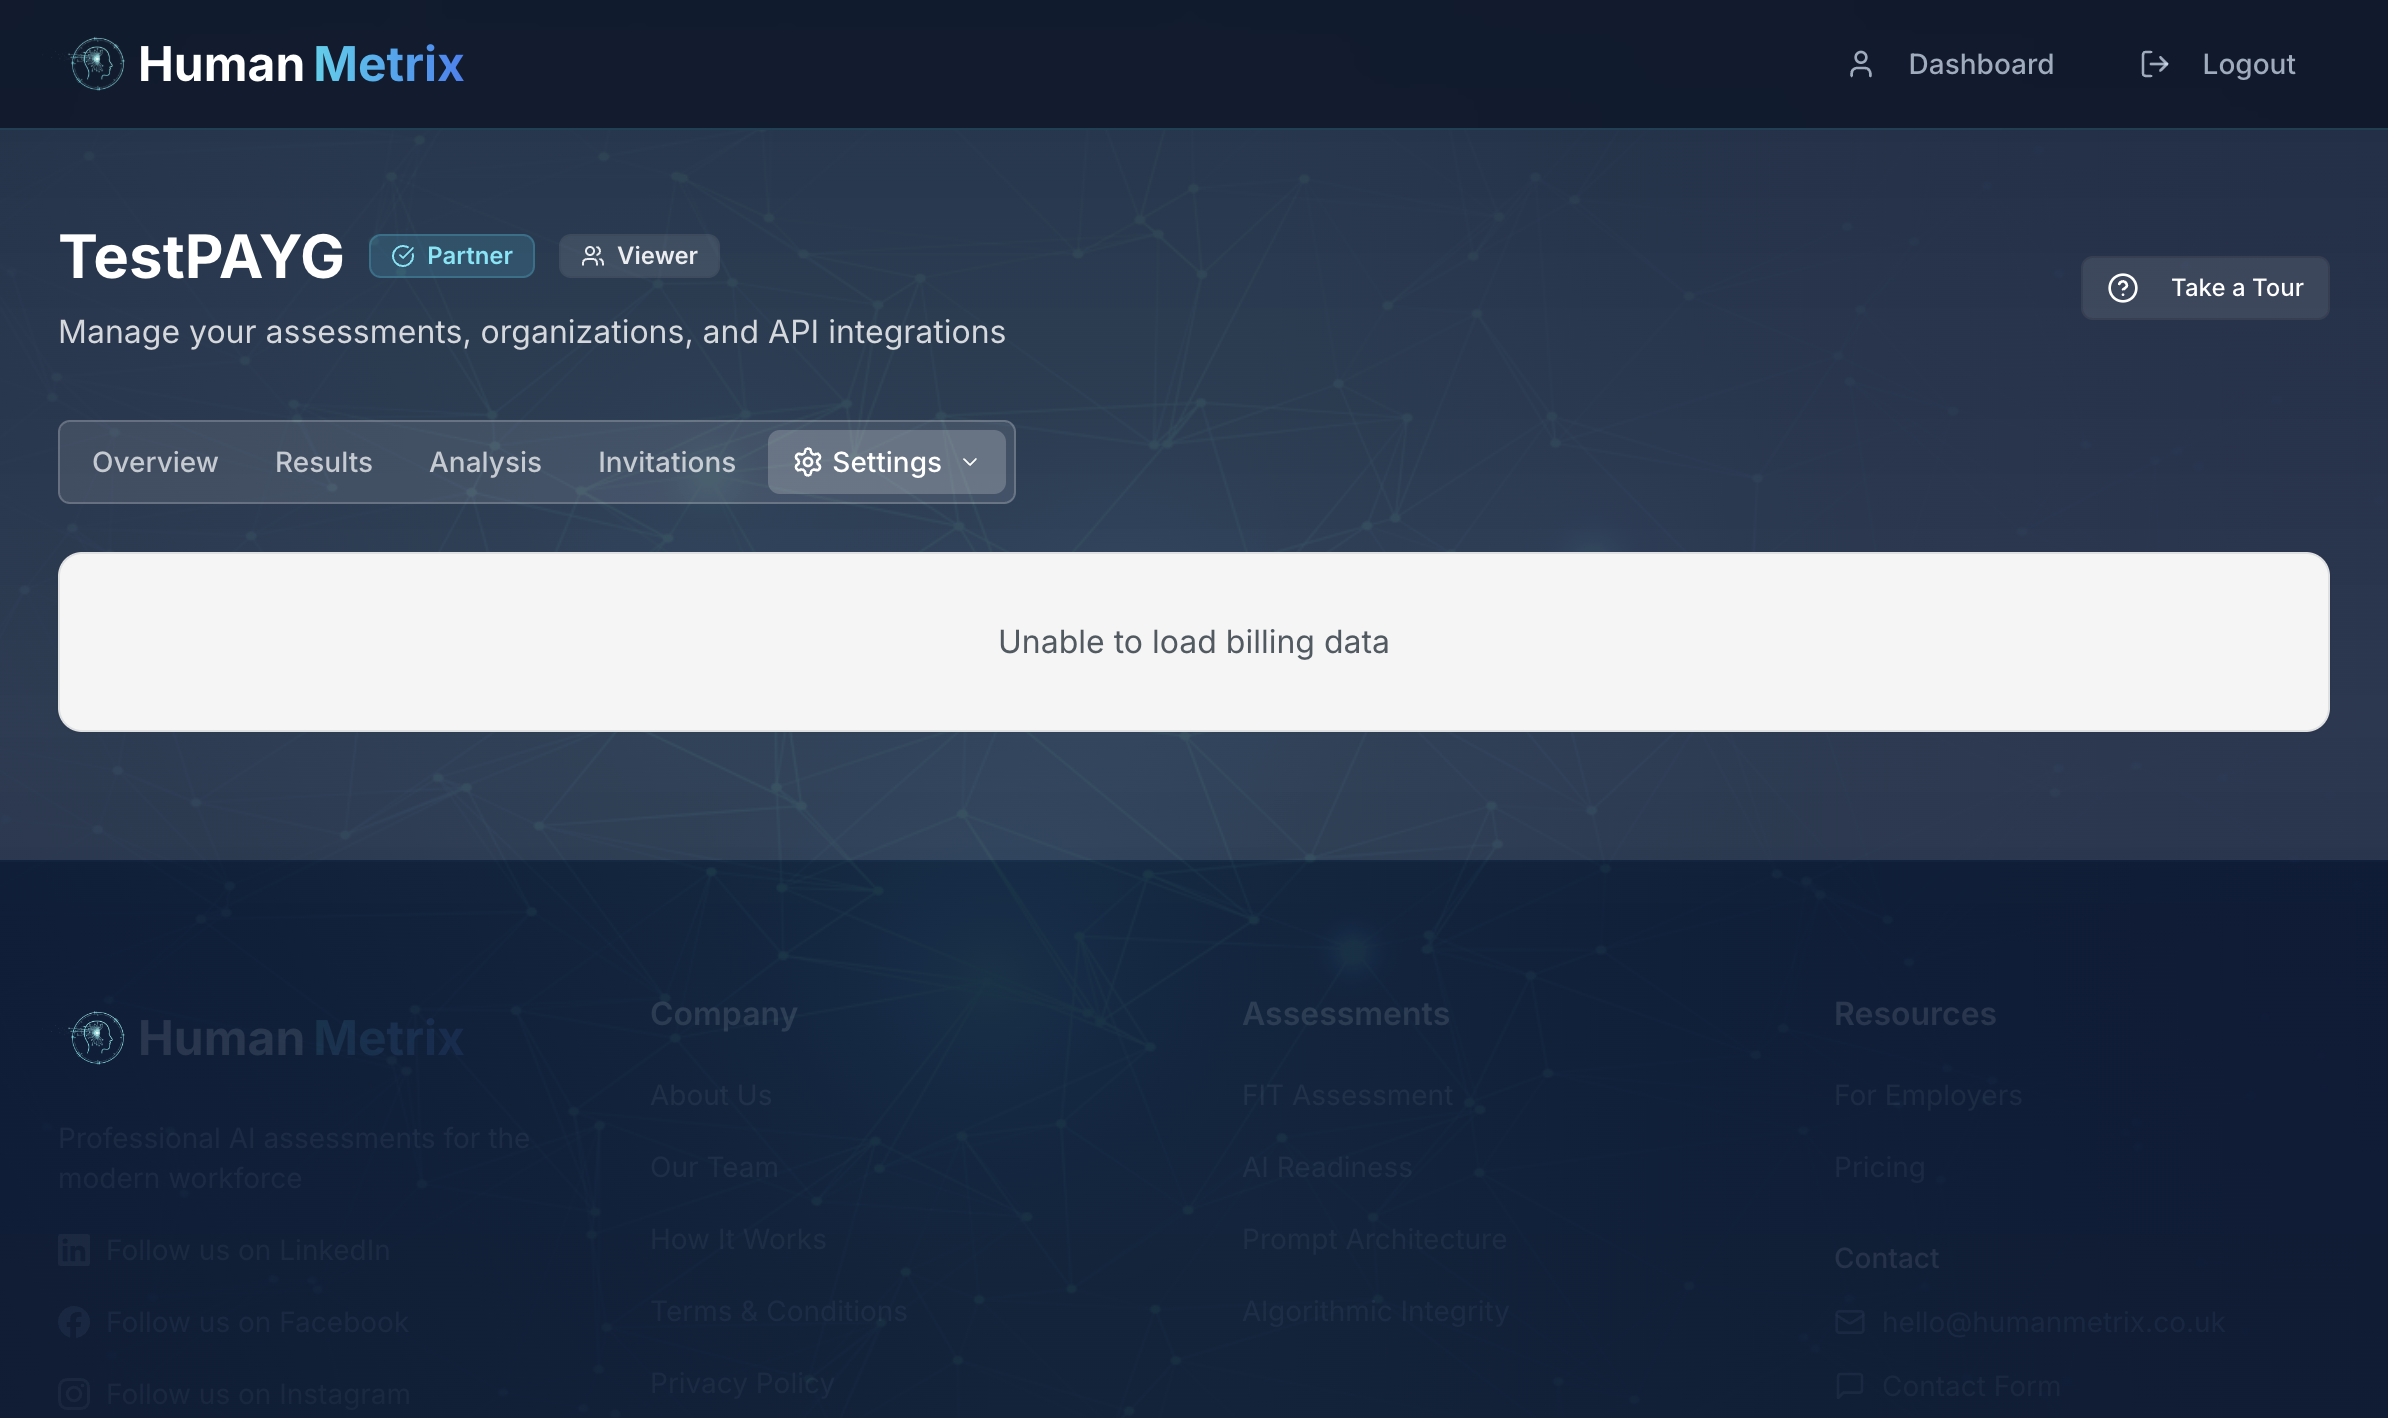 Human Metrix
Dashboard
Logout
TestPAYG
Partner
Viewer
Manage your assessments, organizations, and API integrations
Take a Tour
Overview
Results
Analysis
Invitations
Settings
Unable to load billing data
Human Metrix
Professional AI assessments for the
modern workforce
Follow us on LinkedIn
Follow us on Facebook
Follow us on Instagram
Company
About Us
Our Team
How It Works
Terms & Conditions
Privacy Policy
Assessments
FIT Assessment
AI Readiness
Prompt Architecture
Algorithmic Integrity
Resources
For Employers
Pricing
Contact
hello@humanmetrix.co.uk
Contact Form